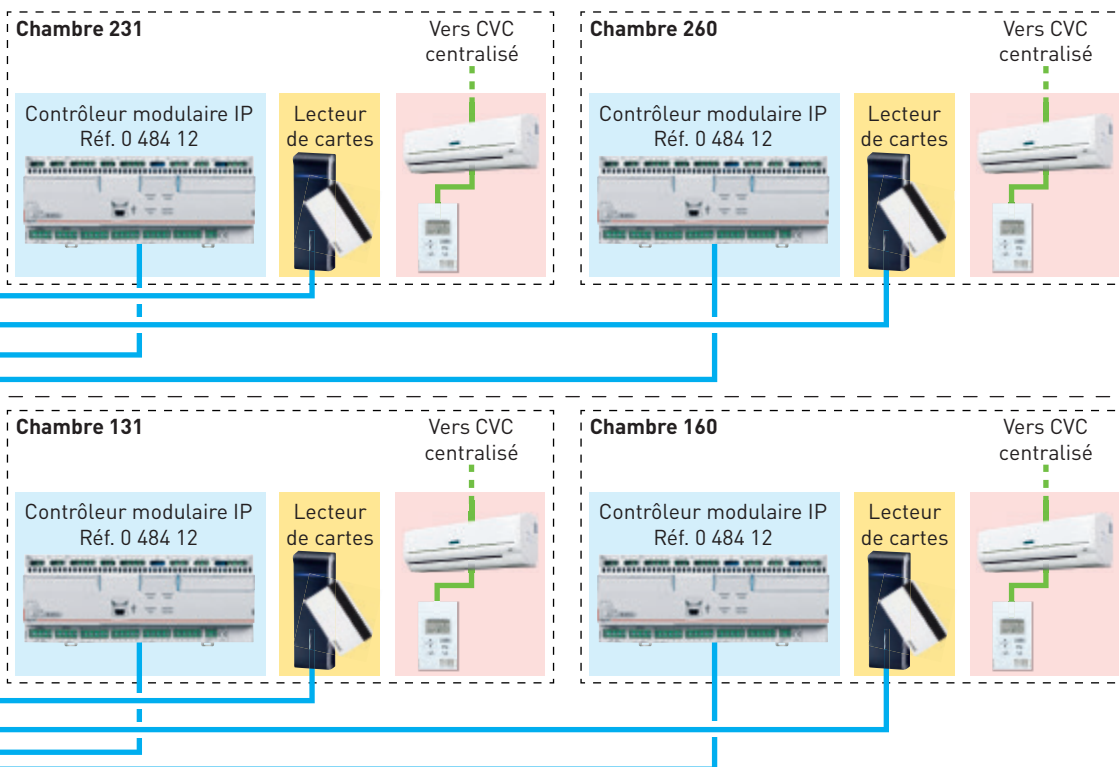 Chambre 231
Vers CVC
centralisé
Contrôleur modulaire IP
Réf. 0 484 12
Lecteur
de cartes
Chambre 260
Vers CVC
centralisé
Contrôleur modulaire IP
Réf. 0 484 12
Lecteur
de cartes
Chambre 131
Vers CVC
centralisé
Contrôleur modulaire IP
Réf. 0 484 12
Lecteur
de cartes
Chambre 160
Vers CVC
centralisé
Contrôleur modulaire IP
Réf. 0 484 12
Lecteur
de cartes